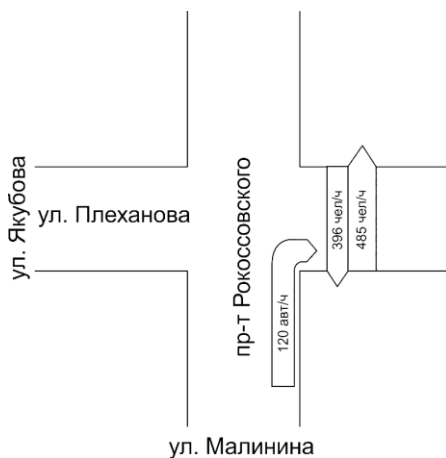 ул. Якубова
ул. Плеханова
пр-т Рокоссовского
396 чел/ч
485 чел/ч
120 авт/ч
ул. Малинина